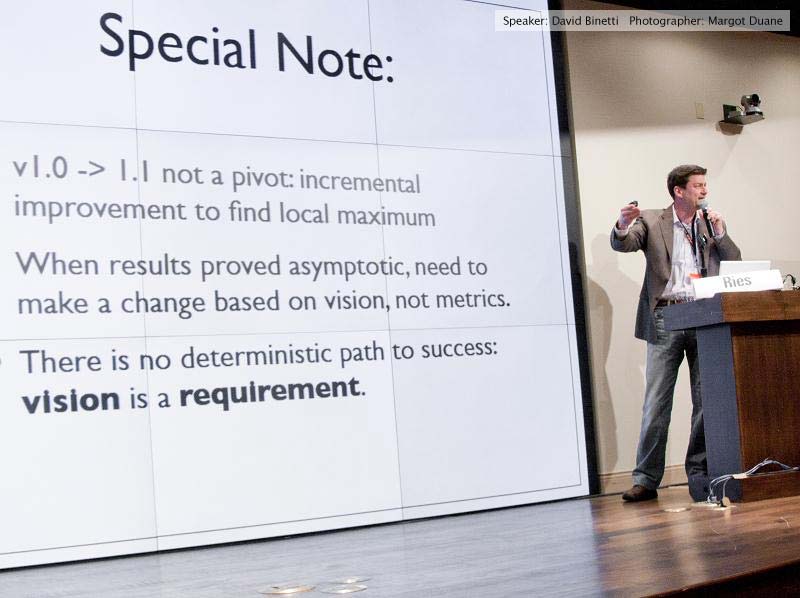 Speaker: David Binetti Photographer: Margot Duane
Special Note:
v1.0 -> 1.1 not a pivot: incremental
improvement to find local maximum
When results proved asymptotic, need to
make a change based on vision, not metrics.
There is no deterministic path to success:
vision is a requirement.
Ries